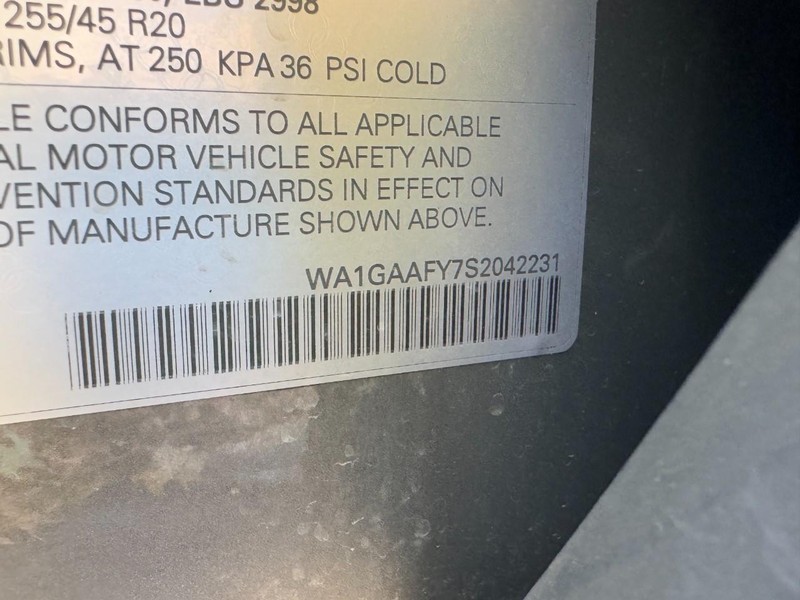 2998
255/45 R20
RIMS, AT 250 KPA 36 PSI COLD
LE CONFORMS TO ALL APPLICABLE
AL MOTOR VEHICLE SAFETY AND
VENTION STANDARDS IN EFFECT ON
OF MANUFACTURE SHOWN ABOVE.
WA1GAAFY7S2042231